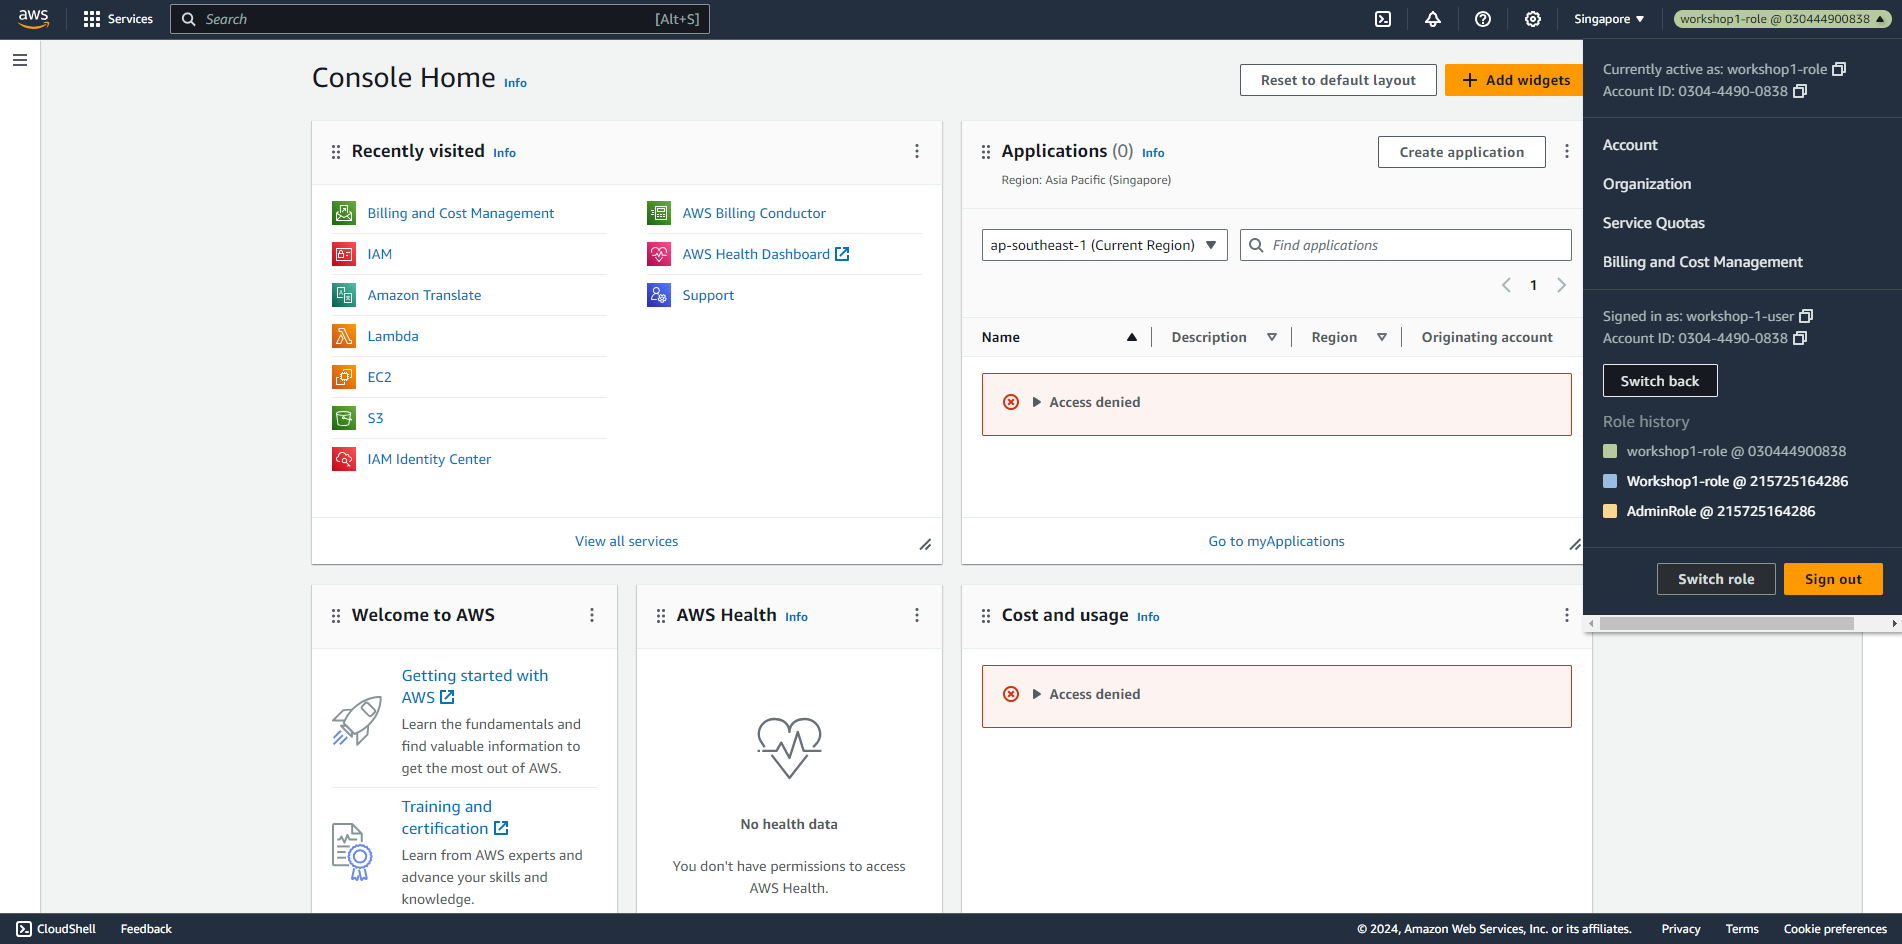 aws
Services
Search
[Alt+S]
Singapore
workshop1-role @ 030444900838
Console Home Info
Reset to default layout
Add widgets
Recently visited Info
Billing and Cost Management
IAM
Amazon Translate
Lambda
EC2
S3
IAM Identity Center
AWS Billing Conductor
AWS Health Dashboard
Support
View all services
Applications (0) Info
Region: Asia Pacific (Singapore)
Create application
ap-southeast-1 (Current Region)
Find applications
1
Name
Description
Region
Originating account
Access denied
Go to myApplications
Currently active as: workshop1-role
Account ID: 0304-4490-0838
Account
Organization
Service Quotas
Billing and Cost Management
Signed in as: workshop-1-user
Account ID: 0304-4490-0838
Switch back
Role history
workshop1-role @ 030444900838
Workshop1-role @ 215725164286
AdminRole @ 215725164286
Switch role
Sign out
Welcome to AWS
Getting started with
AWS
Learn the fundamentals and
find valuable information to
get the most out of AWS.
Training and
certification
Learn from AWS experts and
advance your skills and
knowledge.
AWS Health Info
No health data
You don't have permissions to access
AWS Health.
Cost and usage Info
Access denied
CloudShell
Feedback
© 2024, Amazon Web Services, Inc. or its affiliates.
Privacy
Terms
Cookie preferences